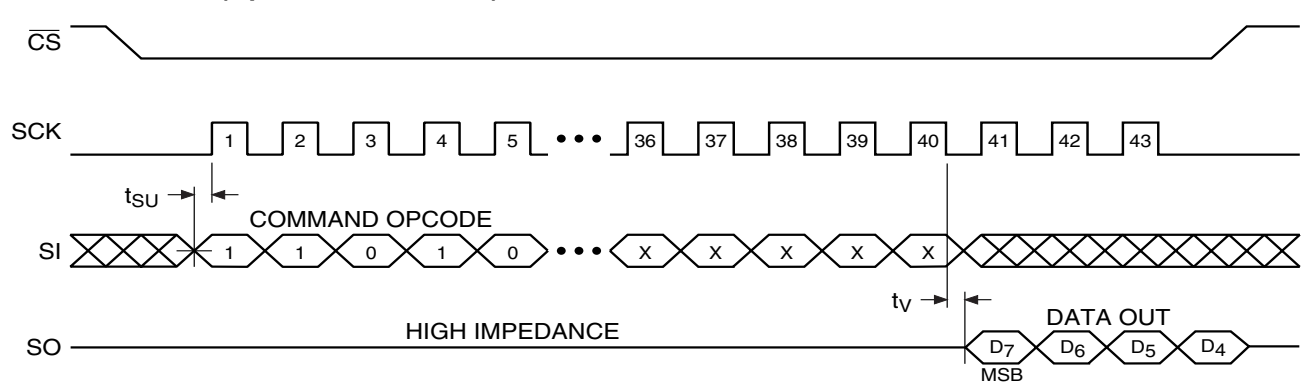 CS
SCK 1 2 3 4 5 ••• 36 37 38 39 40 41 42 43
tSU
COMMAND OPCODE
SI 1 1 0 1 0 ••• X X X X X
tV
HIGH IMPEDANCE
DATA OUT
SO D7 D6 D5 D4
MSB